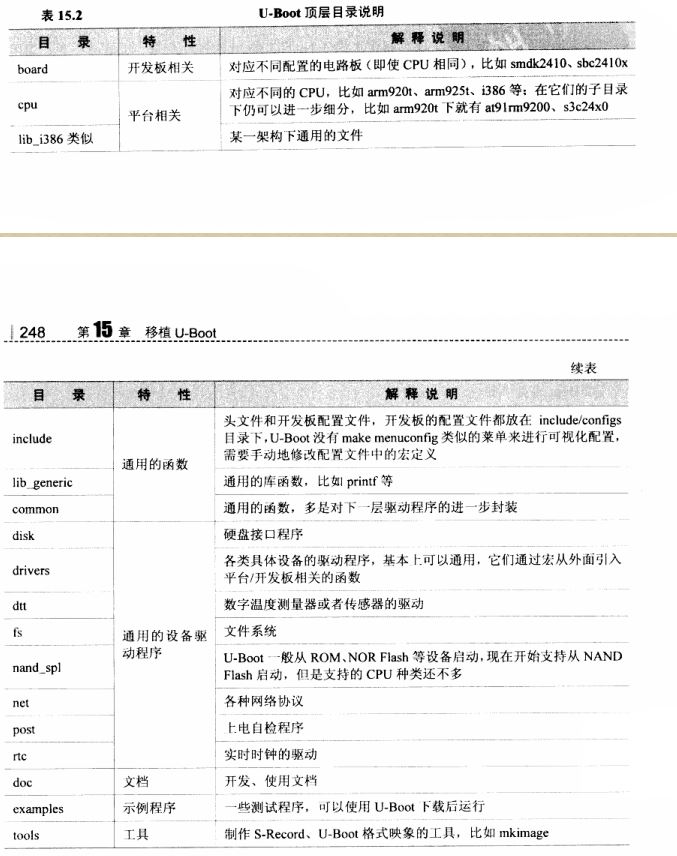 表 15.2 U-Boot 顶层目录说明
目 录 特 性 解 释 说 明
board 开发板相关 对应不同配置的电路板（即使 CPU 相同），比如 smdk2410、sbc2410x
cpu 平台相关 对应不同的 CPU，比如 arm920t、arm925t、i386 等；在它们的子目录
下仍可以进一步细分，比如 arm920t 下就有 at91rm9200、s3c24x0
lib_i386 类似 某一架构下通用的文件
248 第 15 章 移植 U-Boot
续表
目 录 特 性 解 释 说 明
include 通用的函数 头文件和开发板配置文件，开发板的配置文件都放在 include/configs
目录下，U-Boot 没有 make menuconfig 类似的菜单来进行可视化配置，
需要手动地修改配置文件中的宏定义
lib_generic 通用的库函数，比如 printf 等
common 通用的函数，多是对下一层驱动程序的进一步封装
disk 通用的设备驱 硬盘接口程序
动程序
drivers 各类具体设备的驱动程序，基本上可以通用，它们通过宏从外面引入
平台/开发板相关的函数
dtt 数字温度测量器或者传感器的驱动
fs 文件系统
nand_spl U-Boot 一般从 ROM、NOR Flash 等设备启动，现在开始支持从 NAND
Flash 启动，但是支持的 CPU 种类还不多
net 各种网络协议
post 上电自检程序
rtc 实时时钟的驱动
doc 文档 开发、使用文档
examples 示例程序 一些测试程序，可以使用 U-Boot 下载后运行
tools 工具 制作 S-Record、U-Boot 格式映象的工具，比如 mkimage